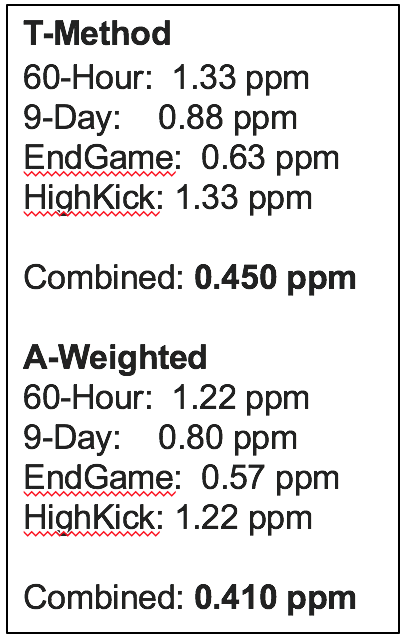 T-Method
60-Hour: 1.33 ppm
9-Day: 0.88 ppm
EndGame: 0.63 ppm
HighKick: 1.33 ppm
Combined: 0.450 ppm
A-Weighted
60-Hour: 1.22 ppm
9-Day: 0.80 ppm
EndGame: 0.57 ppm
HighKick: 1.22 ppm
Combined: 0.410 ppm